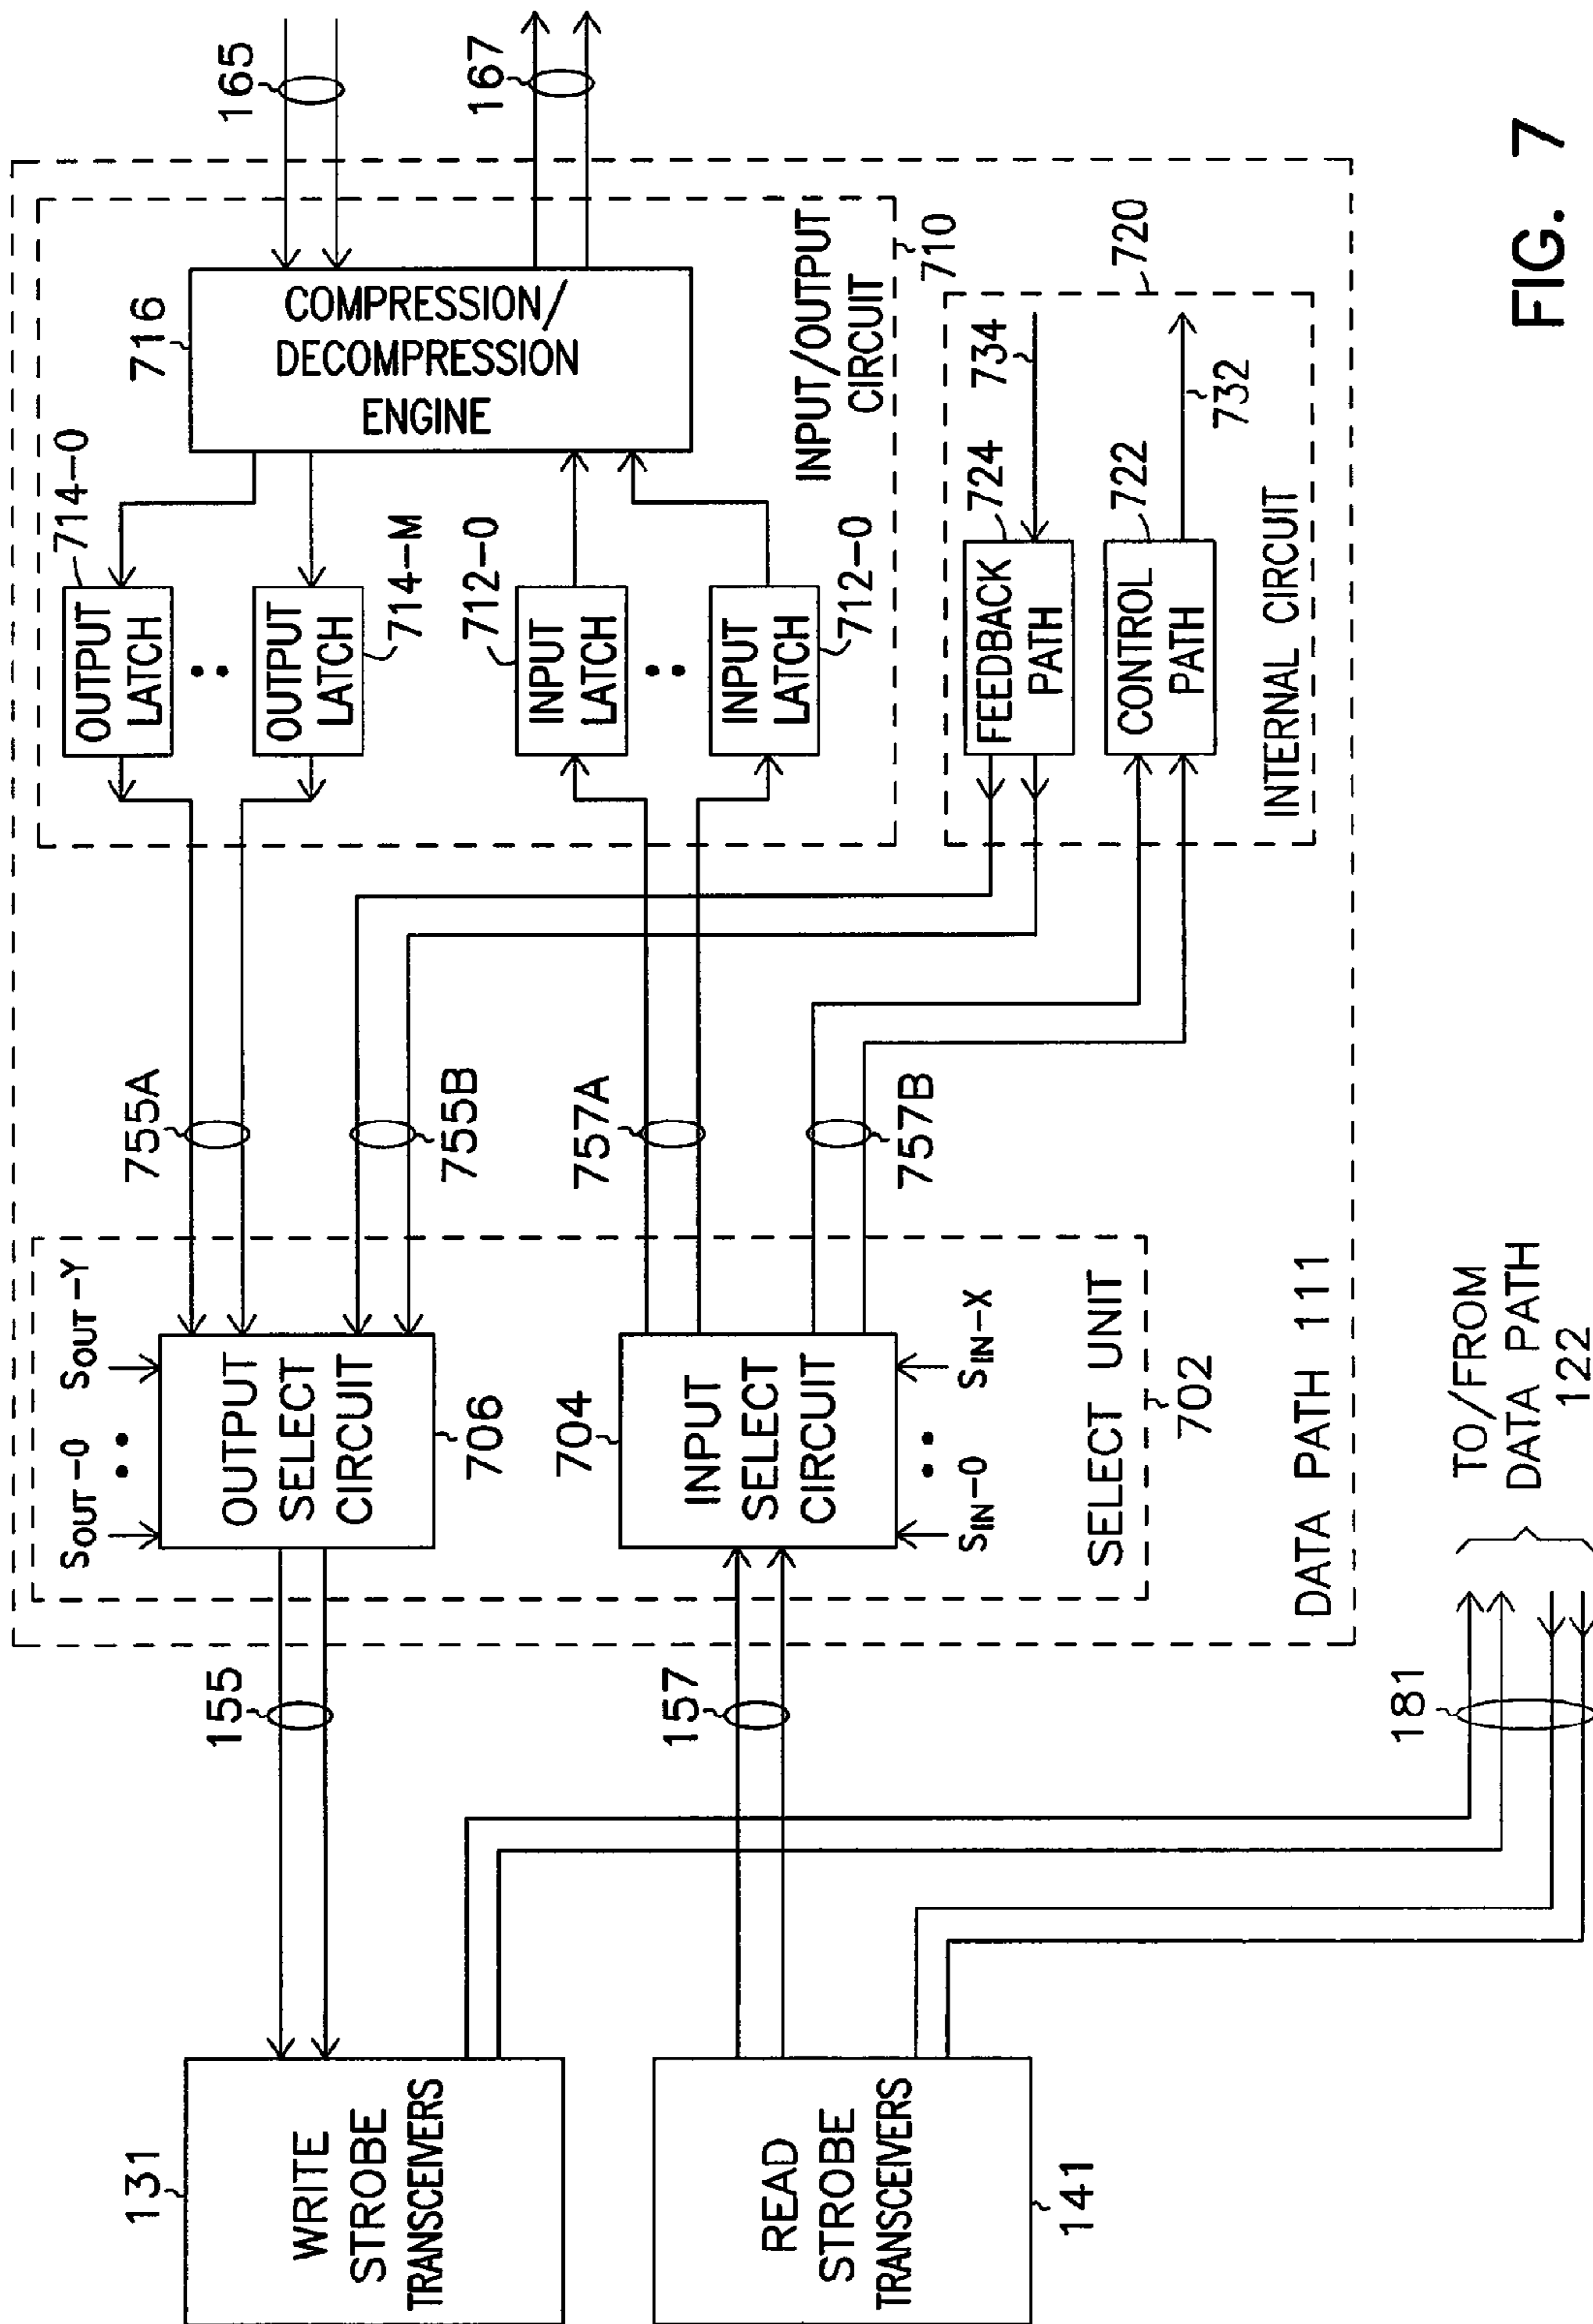 131
WRITE
STROBE
TRANSCEIVERS
READ
STROBE
TRANSCEIVERS
141
155
157
181
TO/FROM
DATA PATH
122
SOUT-0
SOUT-Y
OUTPUT
SELECT
CIRCUIT
706
704
INPUT
SELECT
CIRCUIT
SIN-0
SIN-X
SELECT UNIT
702
DATA PATH 111
755A
755B
757A
757B
OUTPUT
LATCH
714-0
OUTPUT
LATCH
714-M
712-0
INPUT
LATCH
INPUT
LATCH
712-0
716
COMPRESSION/
DECOMPRESSION
ENGINE
INPUT/OUTPUT
CIRCUIT
710
165
167
FEEDBACK
PATH
724
734
CONTROL
PATH
722
732
INTERNAL CIRCUIT
720
FIG. 7